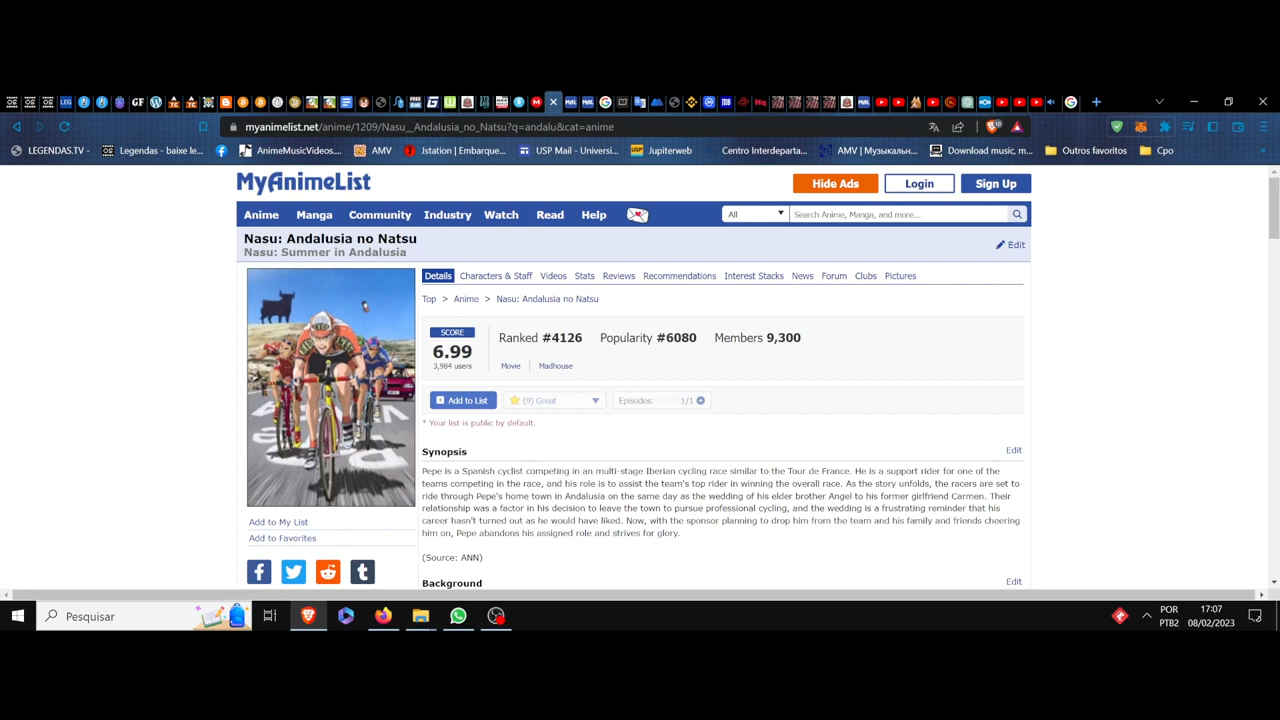 myanimelist.net/anime/1209/Nasu__Andalusia_no_Natsu?q=andalu&cat=anime
LEGENDAS.TV - Legendas - baixe le... AnimeMusicVideos.... AMV Jstation | Embarque... USP Mail - Universi... Jupiterweb Centro Interdeparta... AMV | Музыкальн... Download music, m... Outros favoritos Cpo
MyAnimeList
Hide Ads Login Sign Up
Anime Manga Community Industry Watch Read Help All Search Anime, Manga, and more...
Nasu: Andalusia no Natsu
Nasu: Summer in Andalusia
Edit
Details Characters & Staff Videos Stats Reviews Recommendations Interest Stacks News Forum Clubs Pictures
Top > Anime > Nasu: Andalusia no Natsu
SCORE
6.99
3,984 users
Ranked #4126 Popularity #6080 Members 9,300
Movie Madhouse
Add to List (9) Great Episodes: 1/1
* Your list is public by default.
Synopsis Edit
Pepe is a Spanish cyclist competing in an multi-stage Iberian cycling race similar to the Tour de France. He is a support rider for one of the
teams competing in the race, and his role is to assist the team's top rider in winning the overall race. As the story unfolds, the racers are set to
ride through Pepe's home town in Andalusia on the same day as the wedding of his elder brother Angel to his former girlfriend Carmen. Their
relationship was a factor in his decision to leave the town to pursue professional cycling, and the wedding is a frustrating reminder that his
career hasn't turned out as he would have liked. Now, with the sponsor planning to drop him from the team and his family and friends cheering
him on, Pepe abandons his assigned role and strives for glory.
(Source: ANN)
Background Edit
Add to My List
Add to Favorites
Pesquisar
POR
PTB2
17:07
08/02/2023